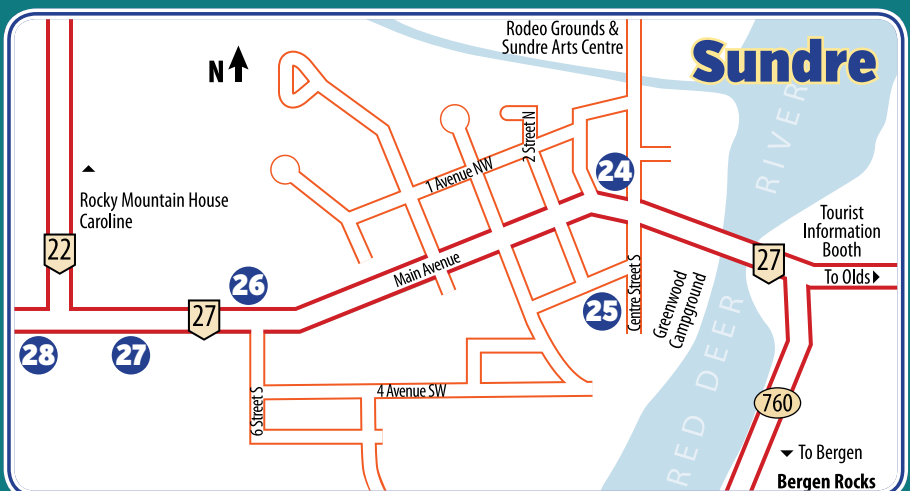 Rodeo Grounds &
Sundre Arts Centre
Sundre
N
RIVER
2 Street N
1 Avenue NW
24
Rocky Mountain House
Caroline
Tourist
Information
Booth
22
27
To Olds
Main Avenue
26
27
Centre Street S
Greenwood
Campground
25
28
27
RED DEER
4 Avenue SW
6 Street S
760
To Bergen
Bergen Rocks